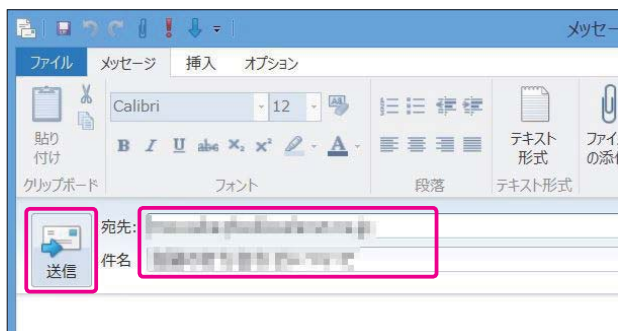 メッセー
ファイル メッセージ 挿入 オプション
Calibri 12
貼り
付け
B I U abc X₂ X² A
テキスト
形式
ファイ
の添
クリップボード フォント 段落 テキスト形式
送信
宛先:
件名